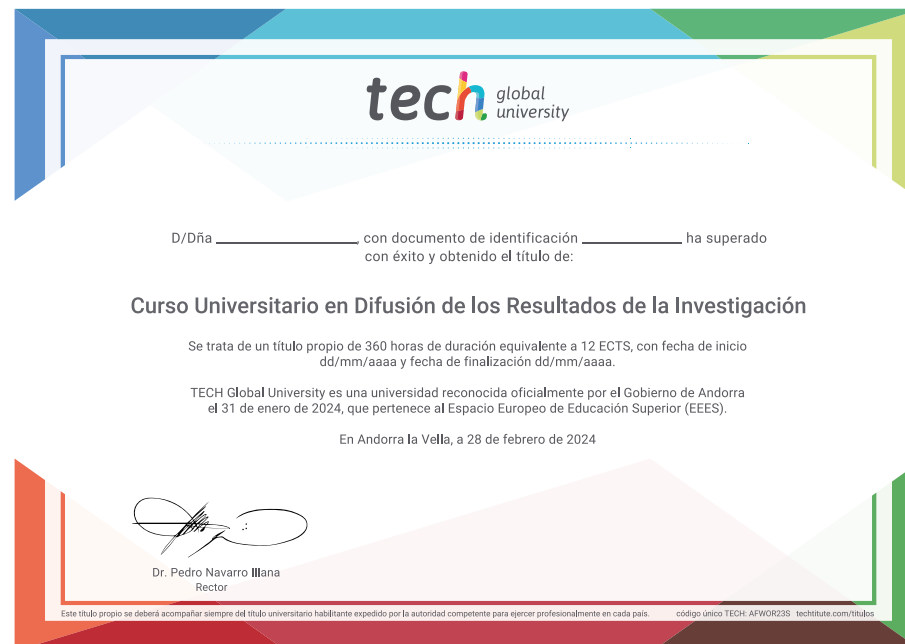 tech global university
D/Dña ____________________, con documento de identificación ______________ ha superado
con éxito y obtenido el título de:
Curso Universitario en Difusión de los Resultados de la Investigación
Se trata de un título propio de 360 horas de duración equivalente a 12 ECTS, con fecha de inicio
dd/mm/aaaa y fecha de finalización dd/mm/aaaa.
TECH Global University es una universidad reconocida oficialmente por el Gobierno de Andorra
el 31 de enero de 2024, que pertenece al Espacio Europeo de Educación Superior (EEES).
En Andorra la Vella, a 28 de febrero de 2024
Dr. Pedro Navarro Illana
Rector
Este título propio se deberá acompañar siempre del título universitario habilitante expedido por la autoridad competente para ejercer profesionalmente en cada país. código único TECH: AFWOR23S techtitute.com/titulos